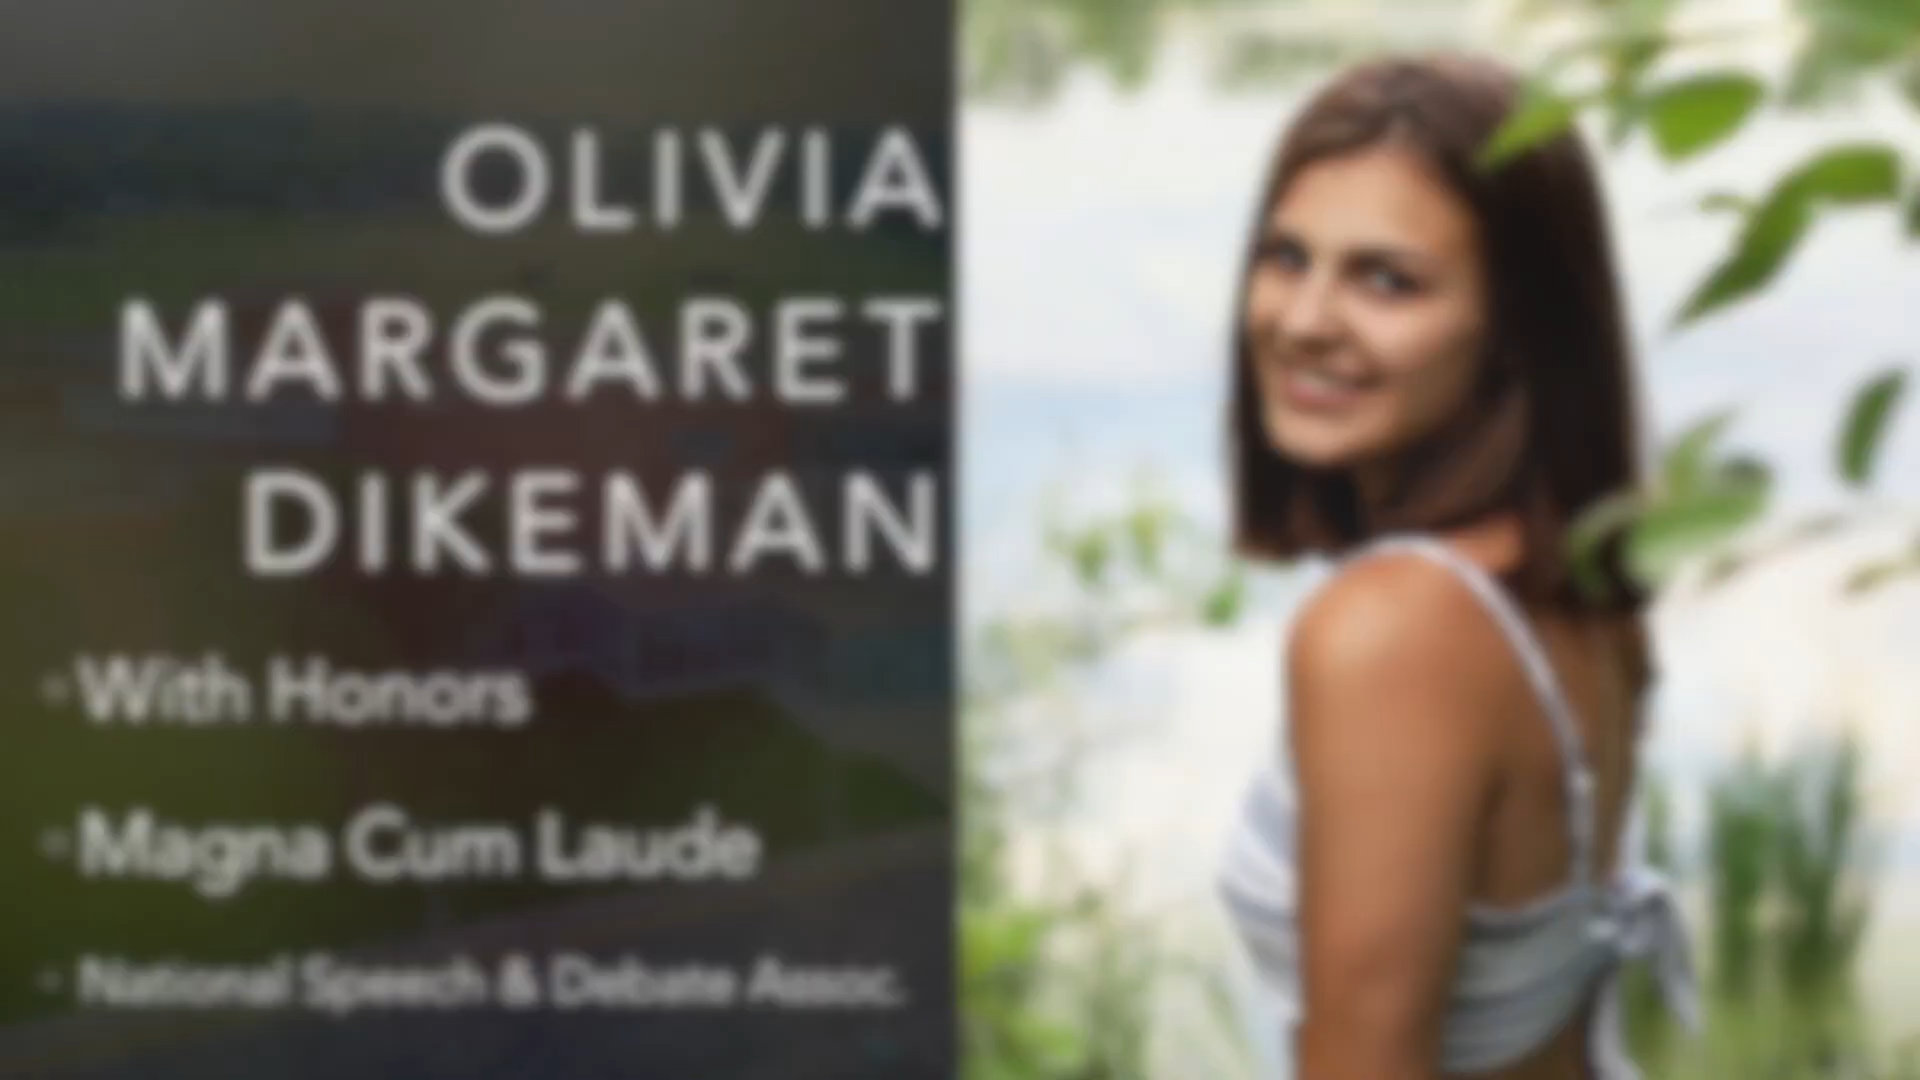 OLIVIA
MARGARET
DIKEMAN
• With Honors
• Magna Cum Laude
• National Speech & Debate Assoc.